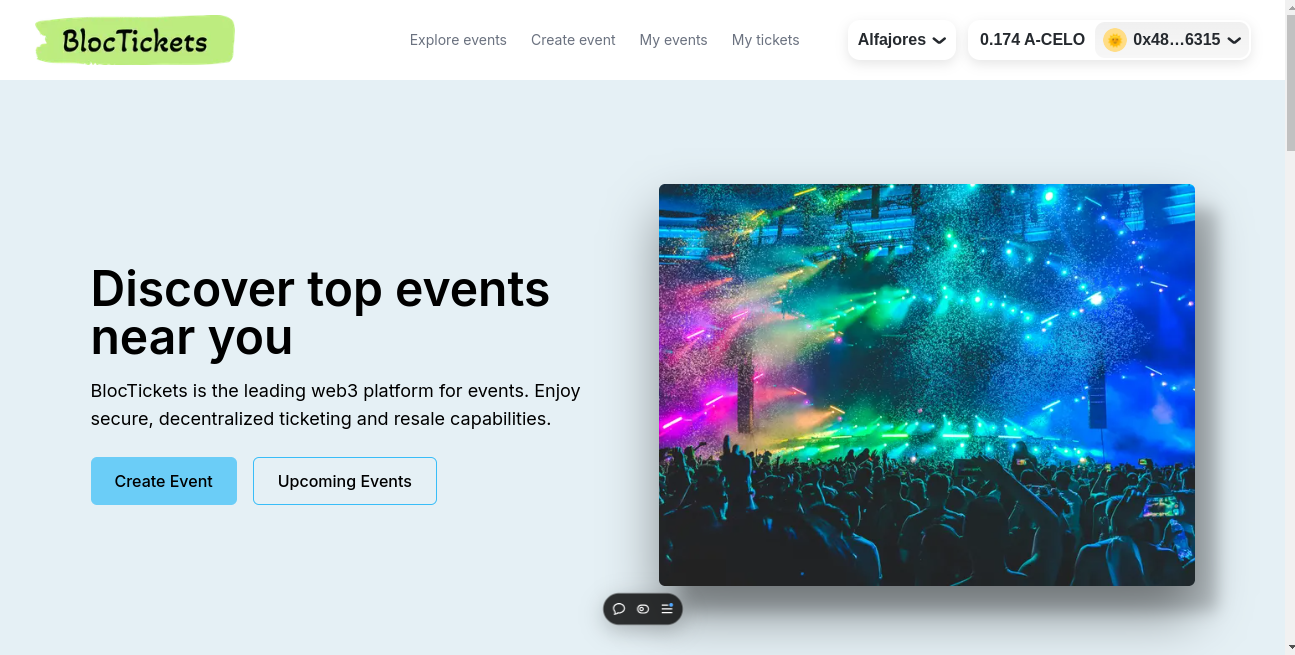 BlocTickets
Explore events
Create event
My events
My tickets
Alfajores
0.174 A-CELO
0x48…6315
Discover top events
near you
BlocTickets is the leading web3 platform for events. Enjoy
secure, decentralized ticketing and resale capabilities.
Create Event
Upcoming Events